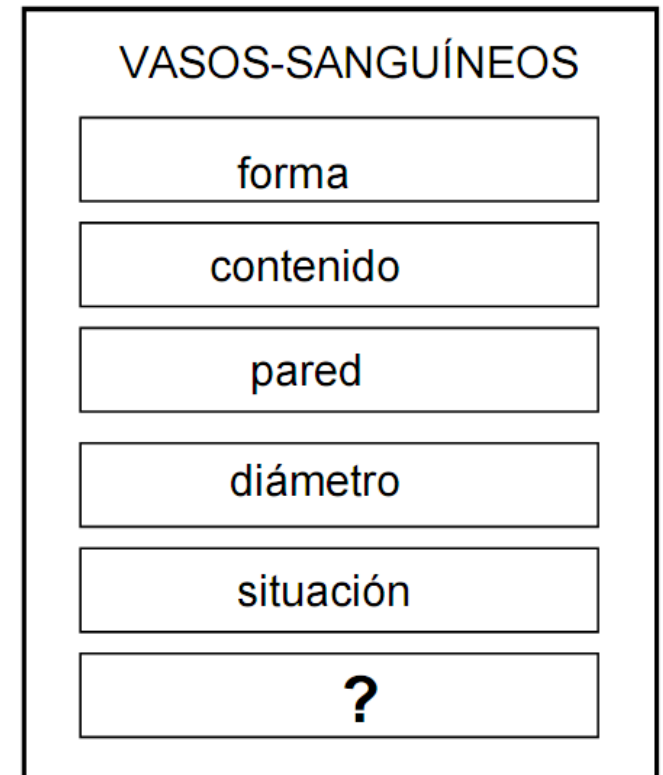 VASOS-SANGUÍNEOS
forma
contenido
pared
diámetro
situación
?